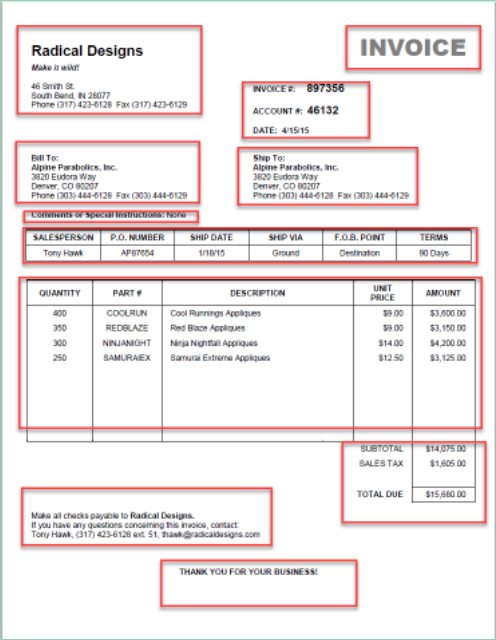 Radical Designs
INVOICE
Make it wild!
46 Smith St.
South Bend, IN 28077
Phone (317) 423-6128 Fax (317) 423-6129
INVOICE #: 897356
ACCOUNT #: 46132
DATE: 4/15/15
Bill To:
Alpine Parabolics, Inc.
3820 Eudora Way
Denver, CO 80207
Phone (303) 444-6128 Fax (303) 444-6129
Ship To:
Alpine Parabolics, Inc.
3820 Eudora Way
Denver, CO 80207
Phone (303) 444-6128 Fax (303) 444-6129
Comments or Special Instructions: None
SALESPERSON P.O. NUMBER SHIP DATE SHIP VIA F.O.B. POINT TERMS
Tony Hawk AP87654 1/18/15 Ground Destination 90 Days
QUANTITY PART # DESCRIPTION UNIT PRICE AMOUNT
400 COOLRUN Cool Runnings Appliques $9.00 $3,600.00
350 REDBLAZE Red Blaze Appliques $9.00 $3,150.00
300 NINJANIGHT Ninja Nightfall Appliques $14.00 $4,200.00
250 SAMURAIEX Samurai Extreme Appliques $12.50 $3,125.00
SUBTOTAL $14,075.00
SALES TAX $1,605.00
TOTAL DUE $15,680.00
Make all checks payable to Radical Designs.
If you have any questions concerning this invoice, contact:
Tony Hawk, (317) 423-6128 ext. 51, thawk@radicaldesigns.com
THANK YOU FOR YOUR BUSINESS!